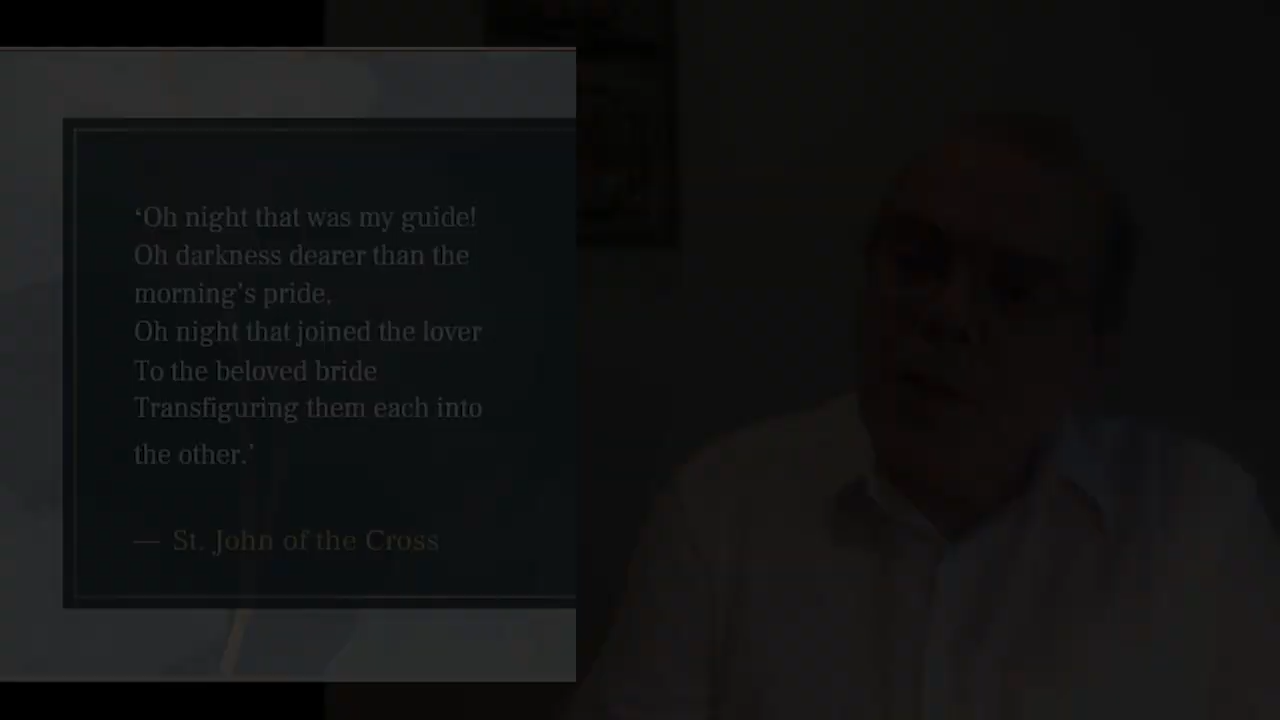 ‘Oh night that was my guide!
Oh darkness dearer than the
morning’s pride,
Oh night that joined the lover
To the beloved bride
Transfiguring them each into
the other.’
— St. John of the Cross